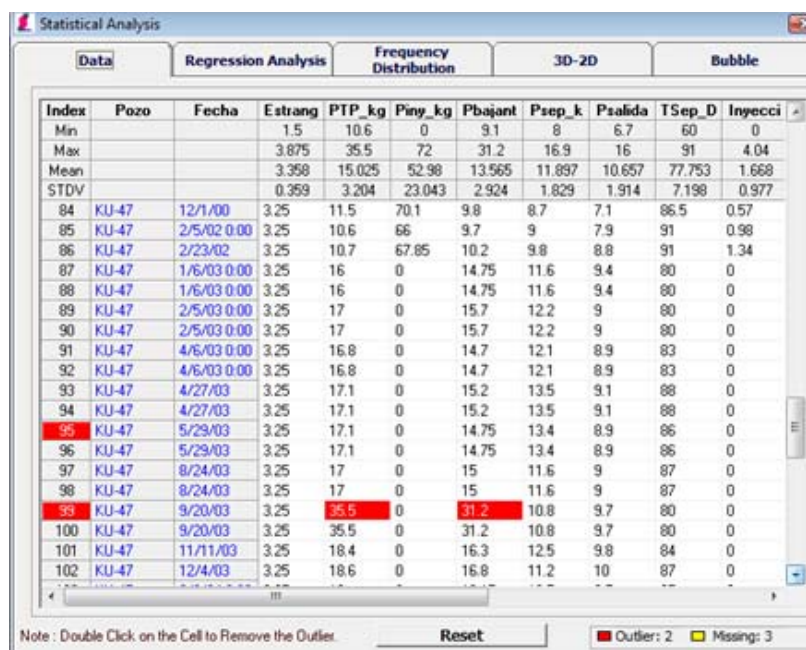 Statistical Analysis
Data Regression Analysis Frequency Distribution 3D-2D Bubble
Index Pozo Fecha Estrang PTP_kg Piny_kg Pbajant Psep_k Psalida TSep_D Inyecci
Min 1.5 10.6 0 9.1 8 6.7 60 0
Max 3.875 35.5 72 31.2 16.9 16 91 4.04
Mean 3.358 15.025 52.98 13.565 11.897 10.657 77.753 1.668
STDV 0.359 3.204 23.043 2.924 1.829 1.914 7.198 0.977
84 KU-47 12/1/00 3.25 11.5 70.1 9.8 8.7 7.1 86.5 0.57
85 KU-47 2/5/02 0:00 3.25 10.6 66 9.7 9 7.9 91 0.98
86 KU-47 2/23/02 3.25 10.7 67.85 10.2 9.8 8.8 91 1.34
87 KU-47 1/6/03 0:00 3.25 16 0 14.75 11.6 9.4 80 0
88 KU-47 1/6/03 0:00 3.25 16 0 14.75 11.6 9.4 80 0
89 KU-47 2/5/03 0:00 3.25 17 0 15.7 12.2 9 80 0
90 KU-47 2/5/03 0:00 3.25 17 0 15.7 12.2 9 80 0
91 KU-47 4/6/03 0:00 3.25 16.8 0 14.7 12.1 8.9 83 0
92 KU-47 4/6/03 0:00 3.25 16.8 0 14.7 12.1 8.9 83 0
93 KU-47 4/27/03 3.25 17.1 0 15.2 13.5 9.1 88 0
94 KU-47 4/27/03 3.25 17.1 0 15.2 13.5 9.1 88 0
95 KU-47 5/29/03 3.25 17.1 0 14.75 13.4 8.9 86 0
96 KU-47 5/29/03 3.25 17.1 0 14.75 13.4 8.9 86 0
97 KU-47 8/24/03 3.25 17 0 15 11.6 9 87 0
98 KU-47 8/24/03 3.25 17 0 15 11.6 9 87 0
99 KU-47 9/20/03 3.25 35.5 0 31.2 10.8 9.7 80 0
100 KU-47 9/20/03 3.25 35.5 0 31.2 10.8 9.7 80 0
101 KU-47 11/11/03 3.25 18.4 0 16.3 12.5 9.8 84 0
102 KU-47 12/4/03 3.25 18.6 0 16.8 11.2 10 87 0
Note : Double Click on the Cell to Remove the Outlier. Reset Outlier: 2 Missing: 3